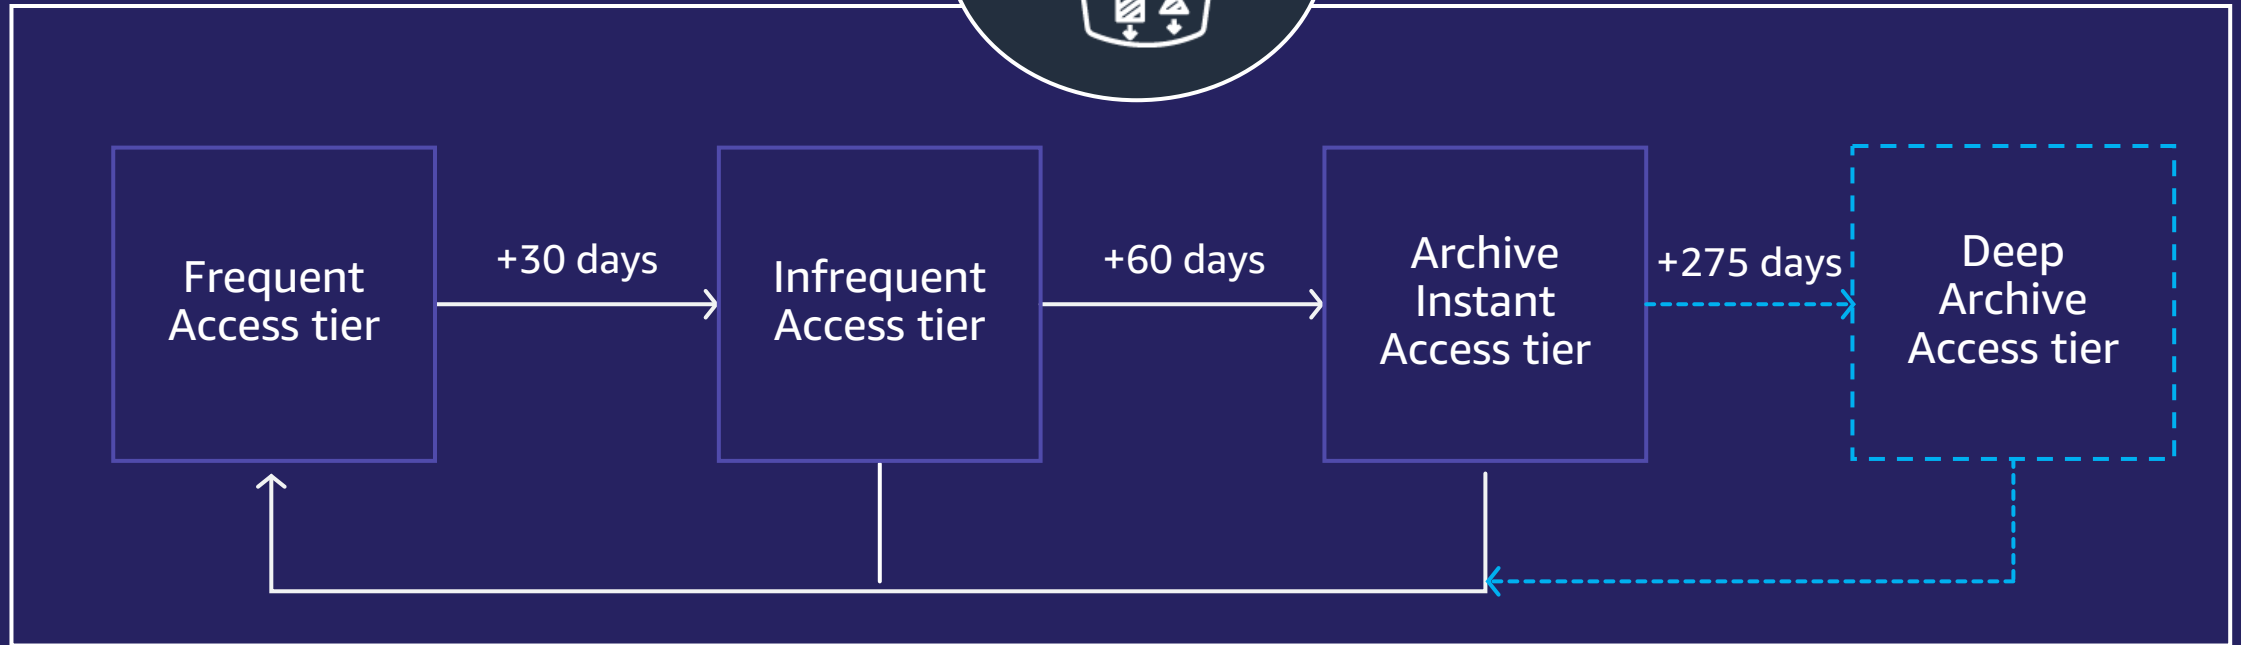 Frequent
Access tier
+30 days
Infrequent
Access tier
+60 days
Archive
Instant
Access tier
+275 days
Deep
Archive
Access tier